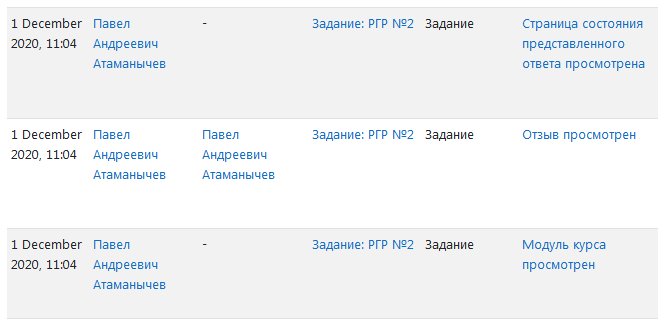 1 December Павел - Задание: РГР №2 Задание Страница состояния
2020, 11:04 Андреевич представленного
Атаманычев ответа просмотрена
1 December Павел Павел Задание: РГР №2 Задание Отзыв просмотрен
2020, 11:04 Андреевич Андреевич
Атаманычев Атаманычев
1 December Павел - Задание: РГР №2 Задание Модуль курса
2020, 11:04 Андреевич просмотрен
Атаманычев